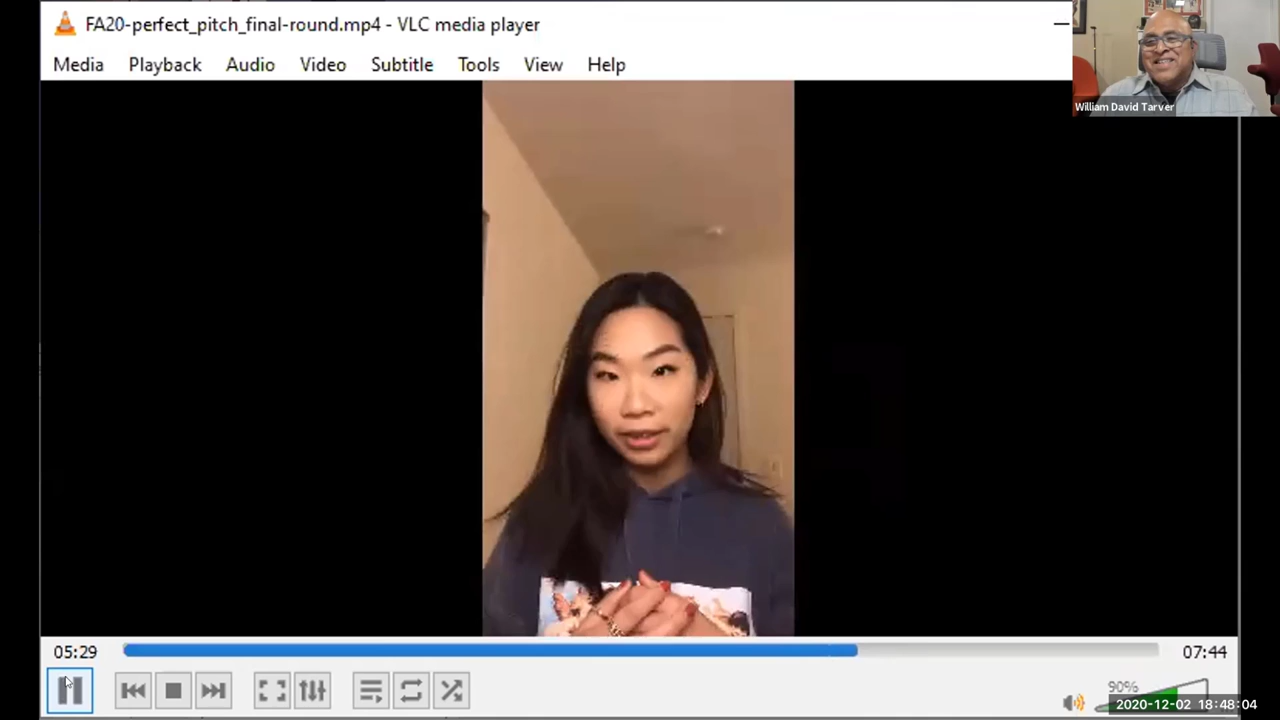 FA20-perfect_pitch_final-round.mp4 - VLC media player
Media Playback Audio Video Subtitle Tools View Help
William David Tarver
05:29
07:44
90%
2020-12-02 18:48:04